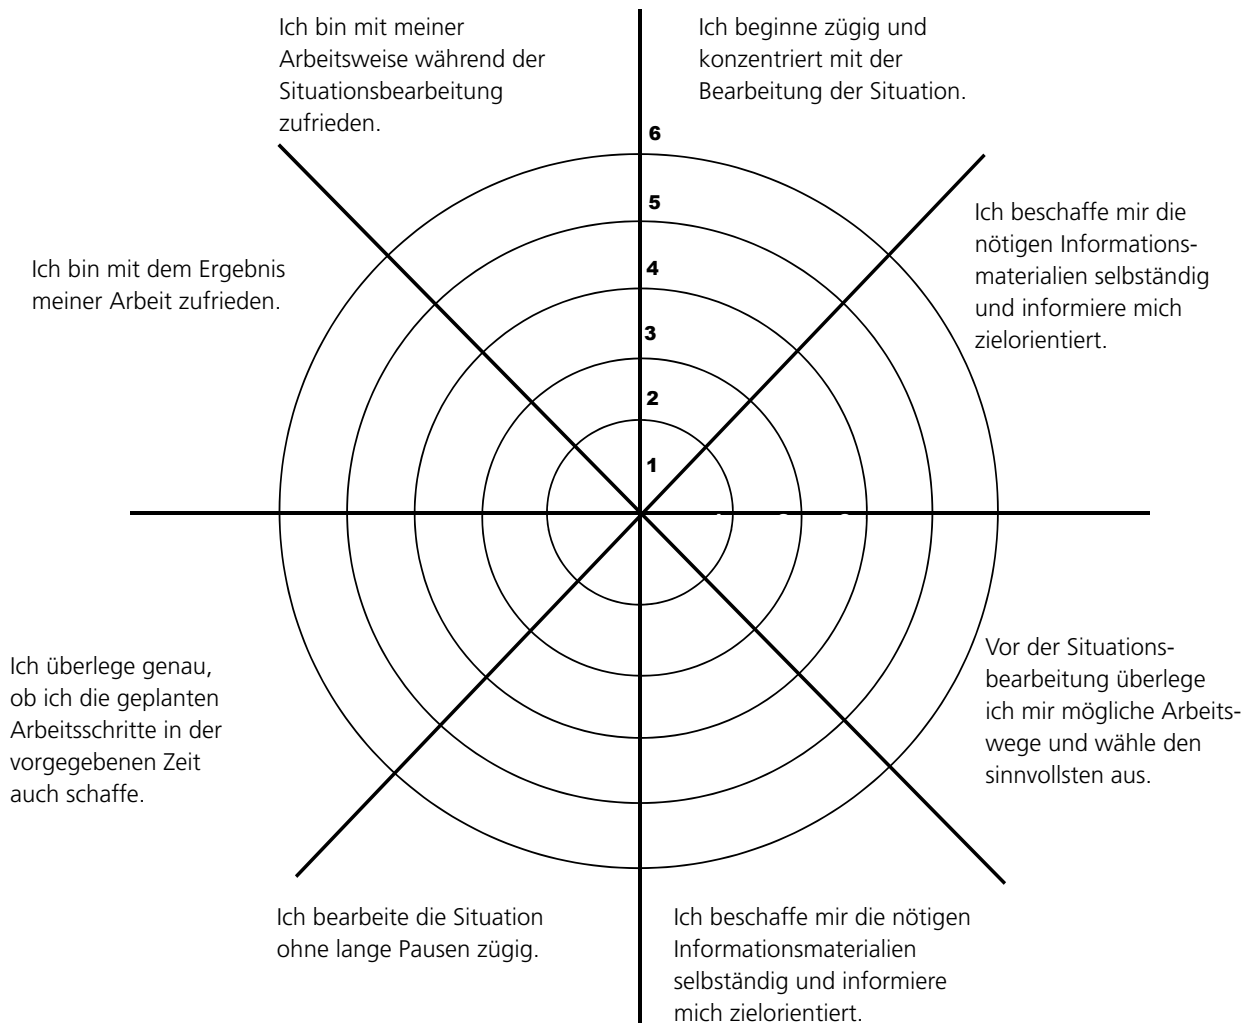 Ich bin mit meiner
Arbeitsweise während der
Situationsbearbeitung
zufrieden.
Ich beginne zügig und
konzentriert mit der
Bearbeitung der Situation.
Ich beschaffe mir die
nötigen Informations-
materialien selbständig
und informiere mich
zielorientiert.
Ich bin mit dem Ergebnis
meiner Arbeit zufrieden.
6
5
4
3
2
1
Vor der Situations-
bearbeitung überlege
ich mir mögliche Arbeits-
wege und wähle den
sinnvollsten aus.
Ich überlege genau,
ob ich die geplanten
Arbeitsschritte in der
vorgegebenen Zeit
auch schaffe.
Ich bearbeite die Situation
ohne lange Pausen zügig.
Ich beschaffe mir die nötigen
Informationsmaterialien
selbständig und informiere
mich zielorientiert.